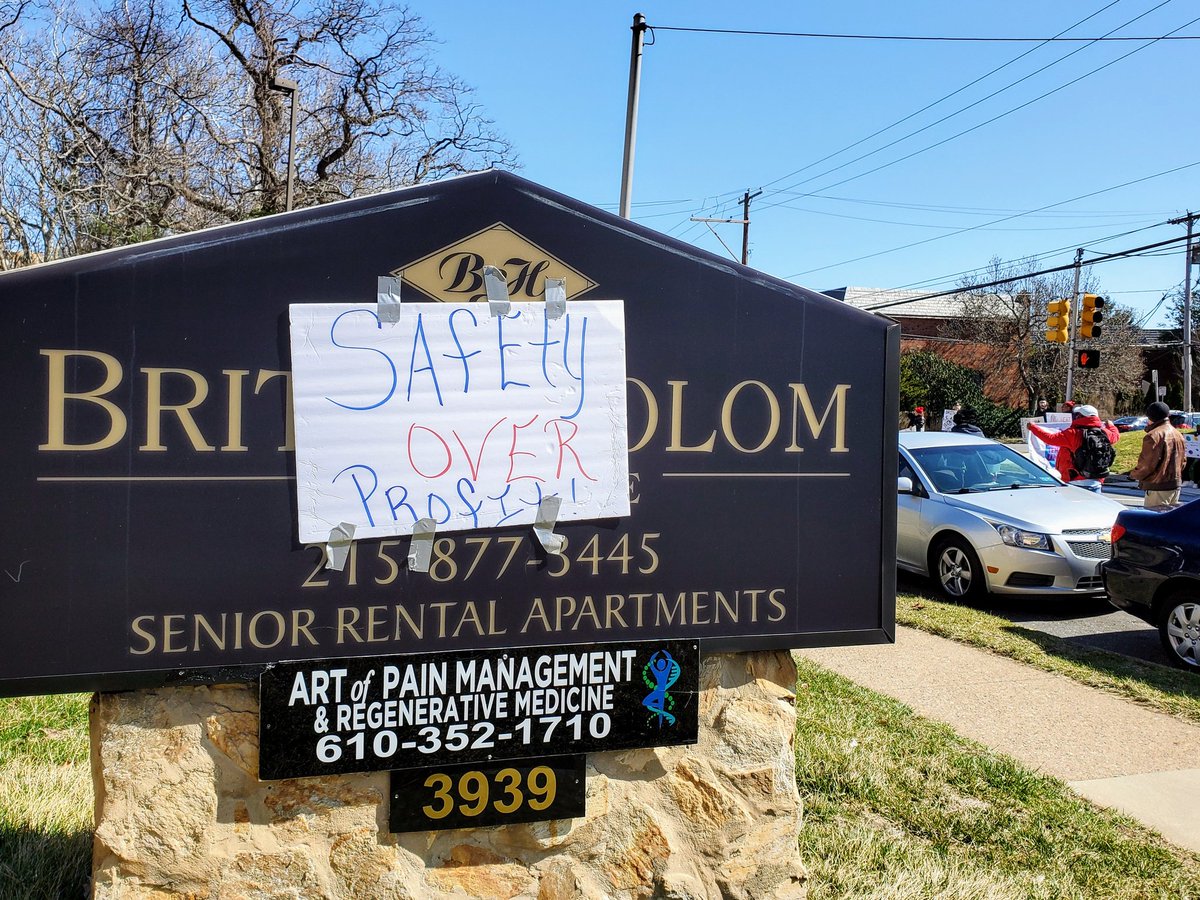 BH
BRIT OLOM
SAfEty
OVER
Profit!
215-877-3445
SENIOR RENTAL APARTMENTS
ART of PAIN MANAGEMENT
& REGENERATIVE MEDICINE
610-352-1710
3939